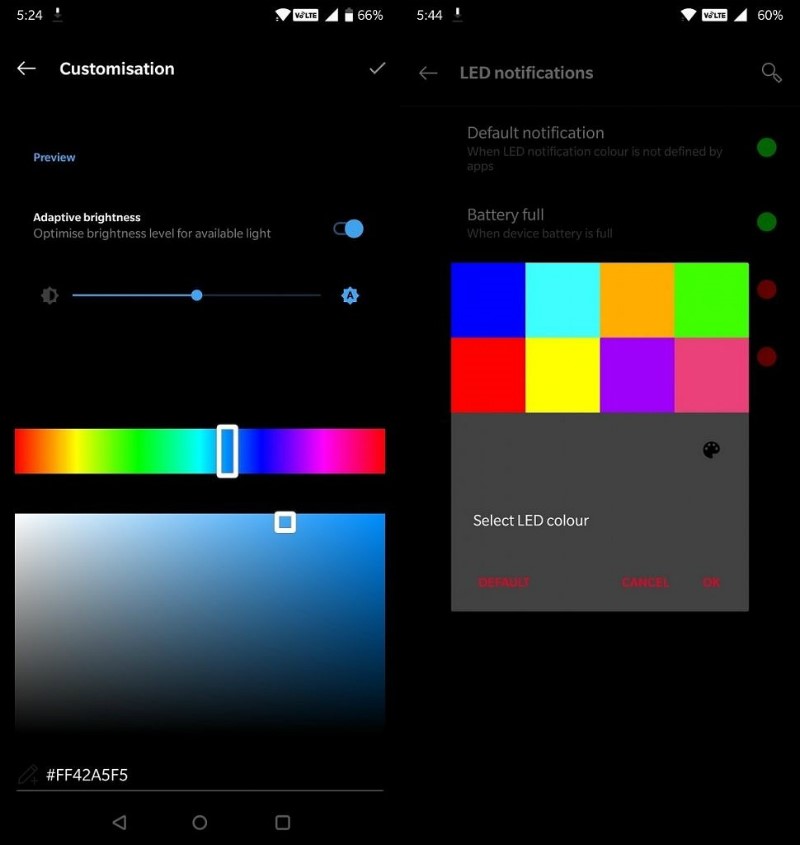 5:24
VoLTE
66%
Customisation
Preview
Adaptive brightness
Optimise brightness level for available light
A
#FF42A5F5
5:44
VoLTE
60%
LED notifications
Default notification
When LED notification colour is not defined by
apps
Battery full
When device battery is full
Select LED colour
DEFAULT
CANCEL
OK